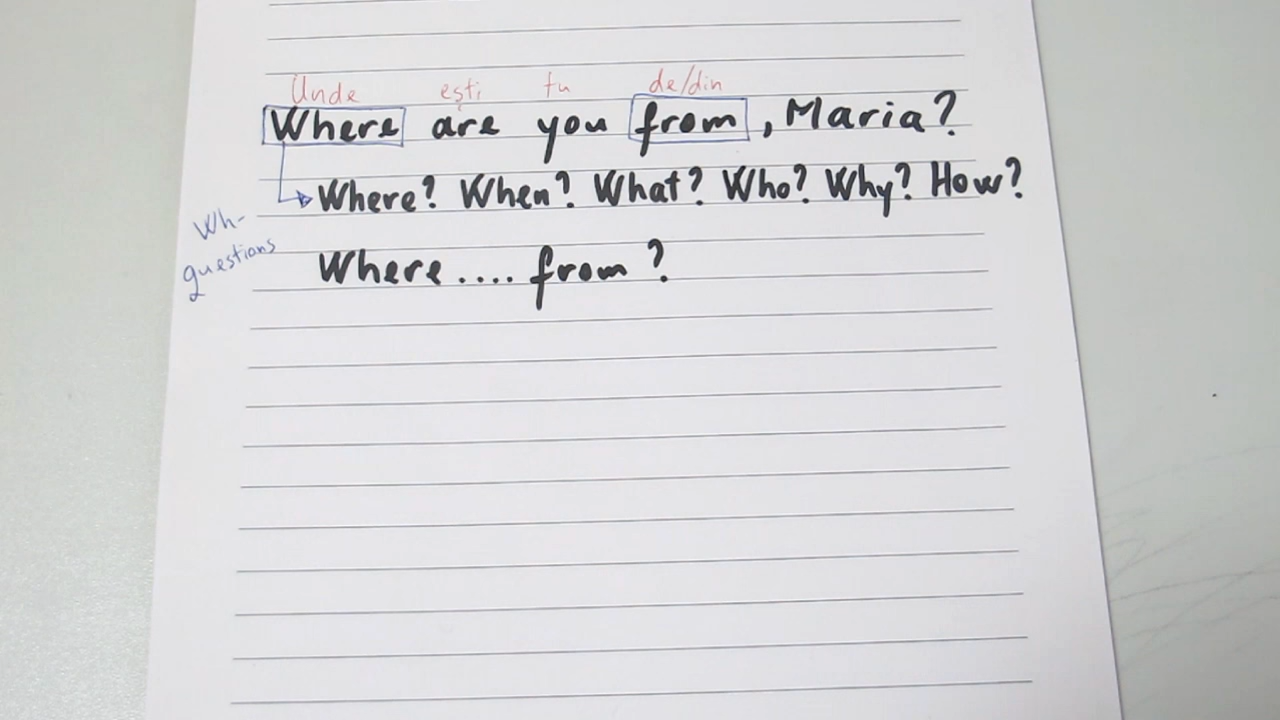 Unde ești tu de/din
Where are you from, Maria?
Where? When? What? Who? Why? How?
Wh-
questions
Where .... from ?